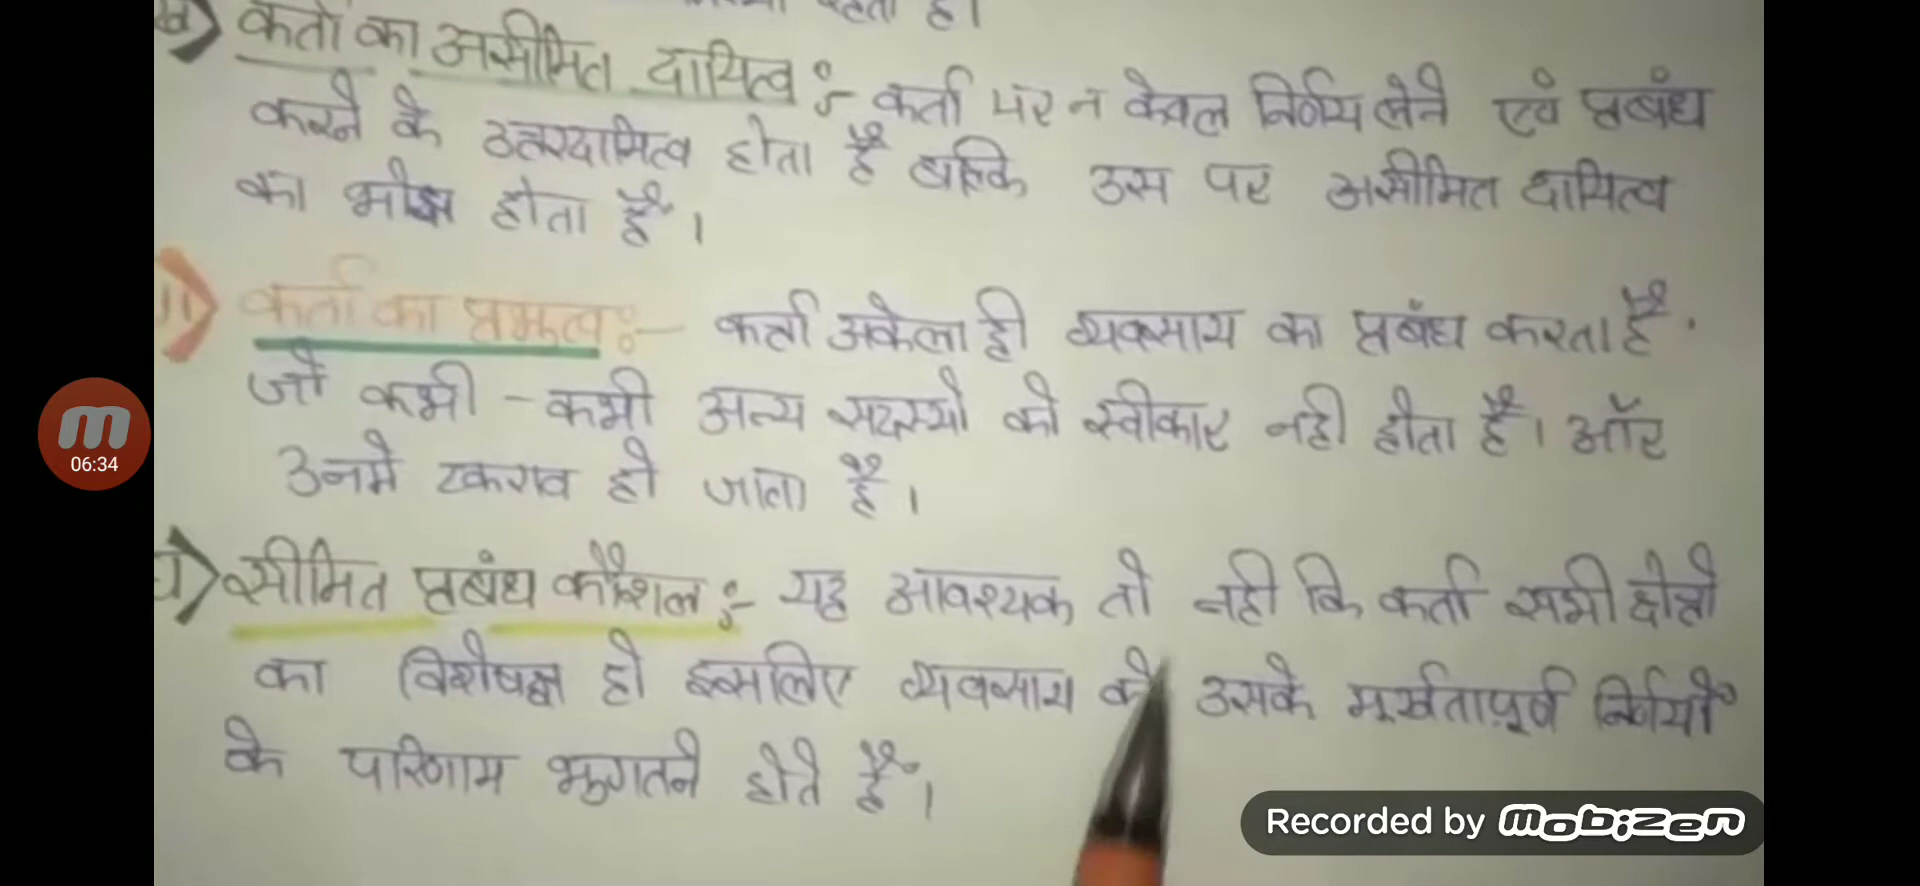 रहता है।
ख) कर्ता का असीमित दायित्व :- कर्ता पर न केवल निर्णय लेने एवं प्रबंध
करने के उत्तरदायित्व होता है बल्कि उस पर असीमित दायित्व
का भोझ होता है।
ग) कर्ता का प्रभुत्व :- कर्ता अकेला ही व्यवसाय का प्रबंध करता है.
जो कभी - कभी अन्य सदस्यो को स्वीकार नही होता है। और
उनमे टकराव हो जाता है।
घ) सीमित प्रबंध कौशल :- यह आवश्यक तो नही कि कर्ता सभी क्षेत्रो
का विशेषज्ञ हो इसलिए व्यवसाय को उसके मूर्खतापूर्ण निर्णयों
के परिणाम भुगतने होते हैं।
06:34
Recorded by mobizen